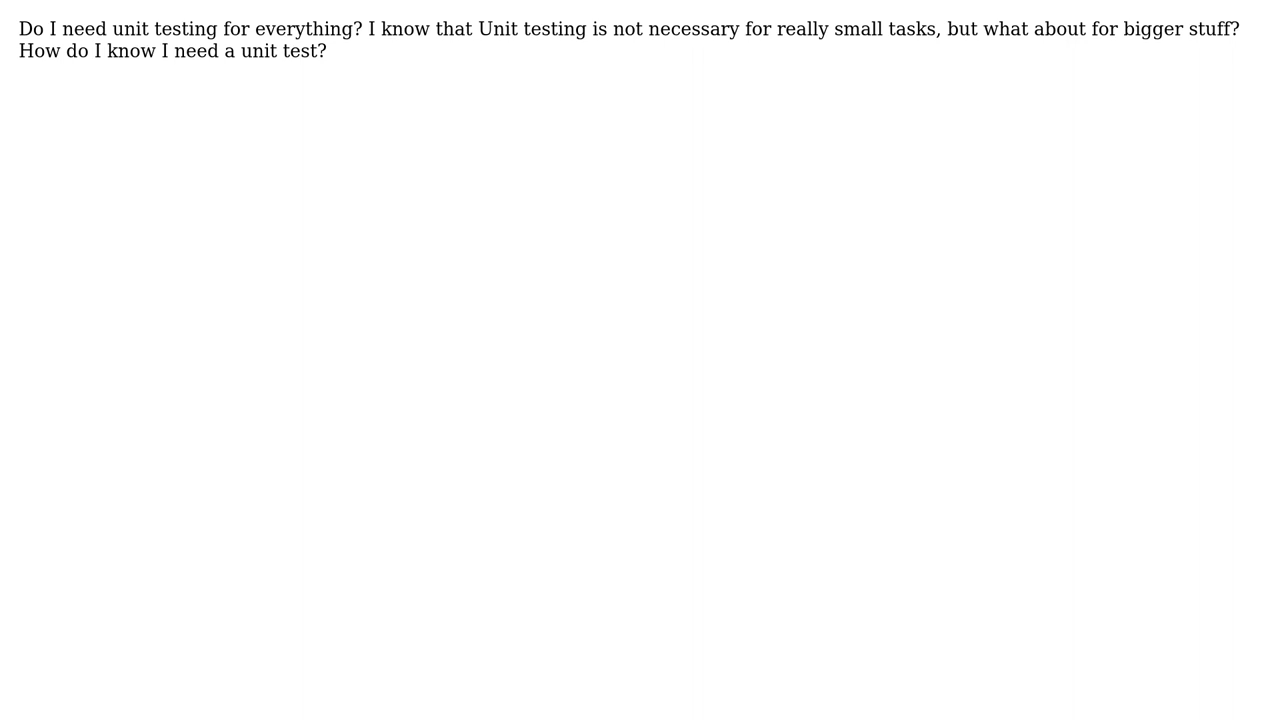 Do I need unit testing for everything? I know that Unit testing is not necessary for really small tasks, but what about for bigger stuff?
How do I know I need a unit test?